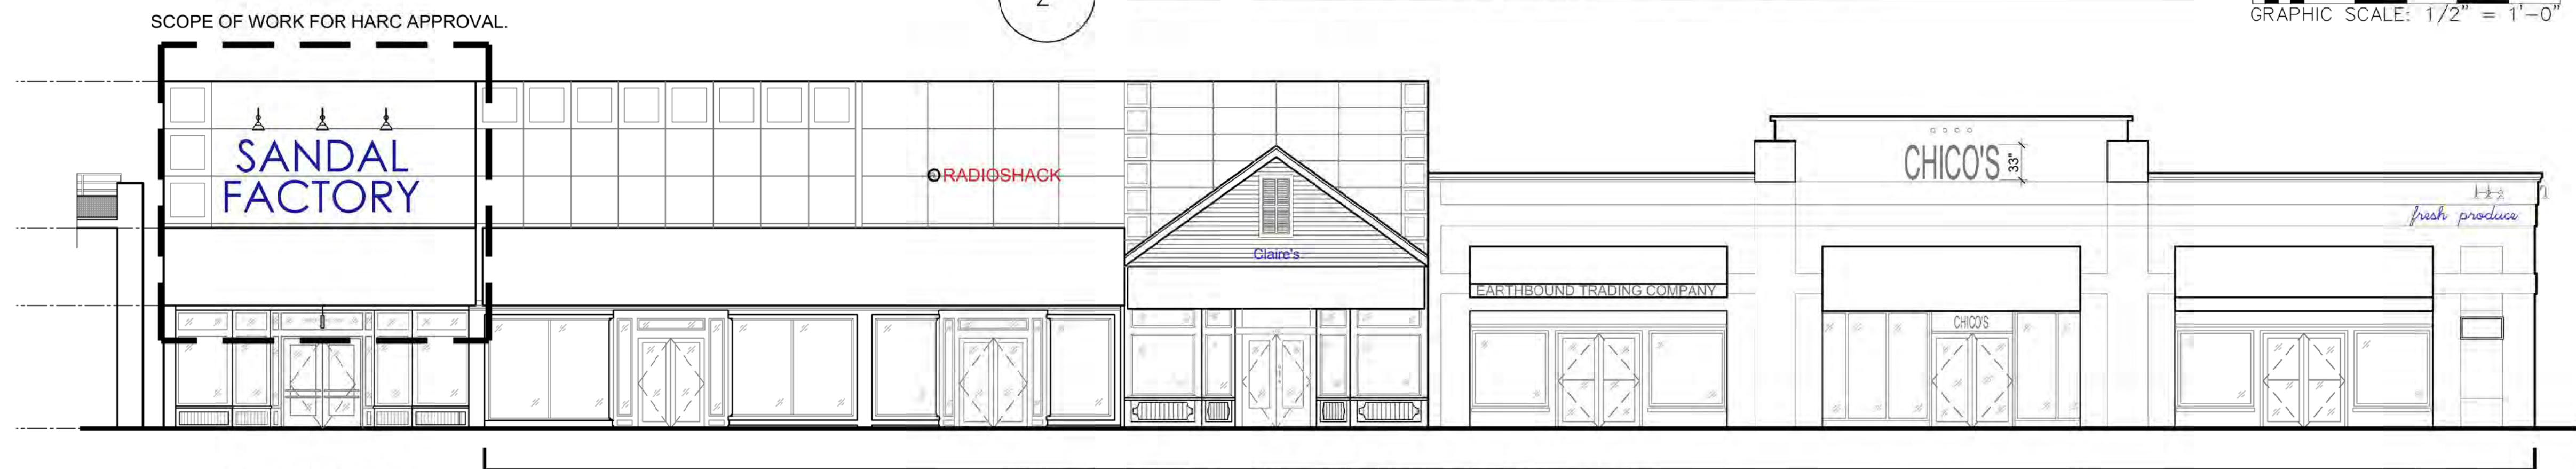 2
GRAPHIC SCALE: 1/2" = 1'-0"
SCOPE OF WORK FOR HARC APPROVAL.
SANDAL
FACTORY
RADIOSHACK
Claire's
EARTHBOUND TRADING COMPANY
CHICO'S
33"
CHICO'S
fresh produce